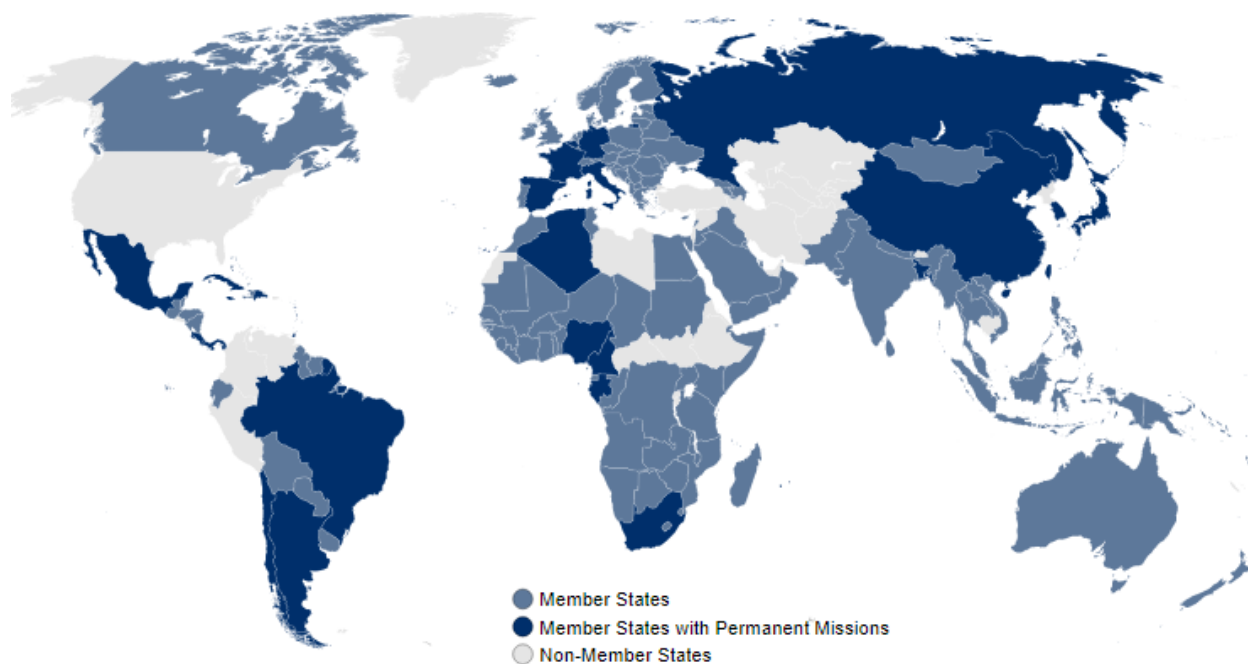 Member States
Member States with Permanent Missions
Non-Member States